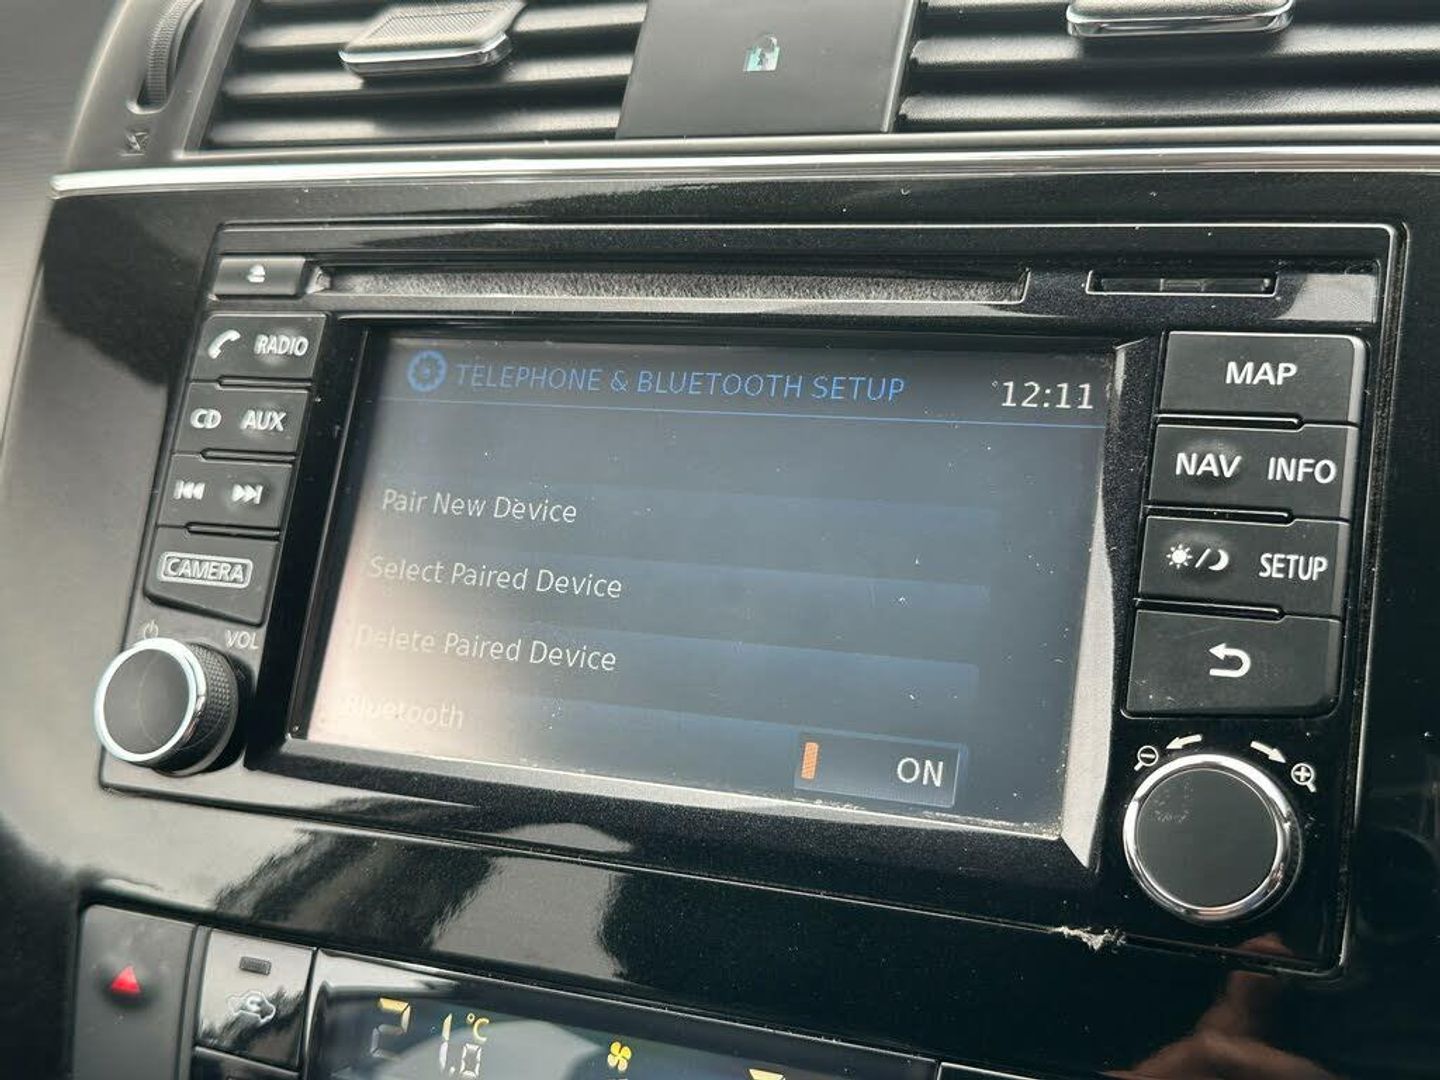 TELEPHONE & BLUETOOTH SETUP
12:11
Pair New Device
Select Paired Device
Delete Paired Device
Bluetooth
ON
RADIO
CD AUX
CAMERA
VOL
MAP
NAV INFO
SETUP
21.0 °C